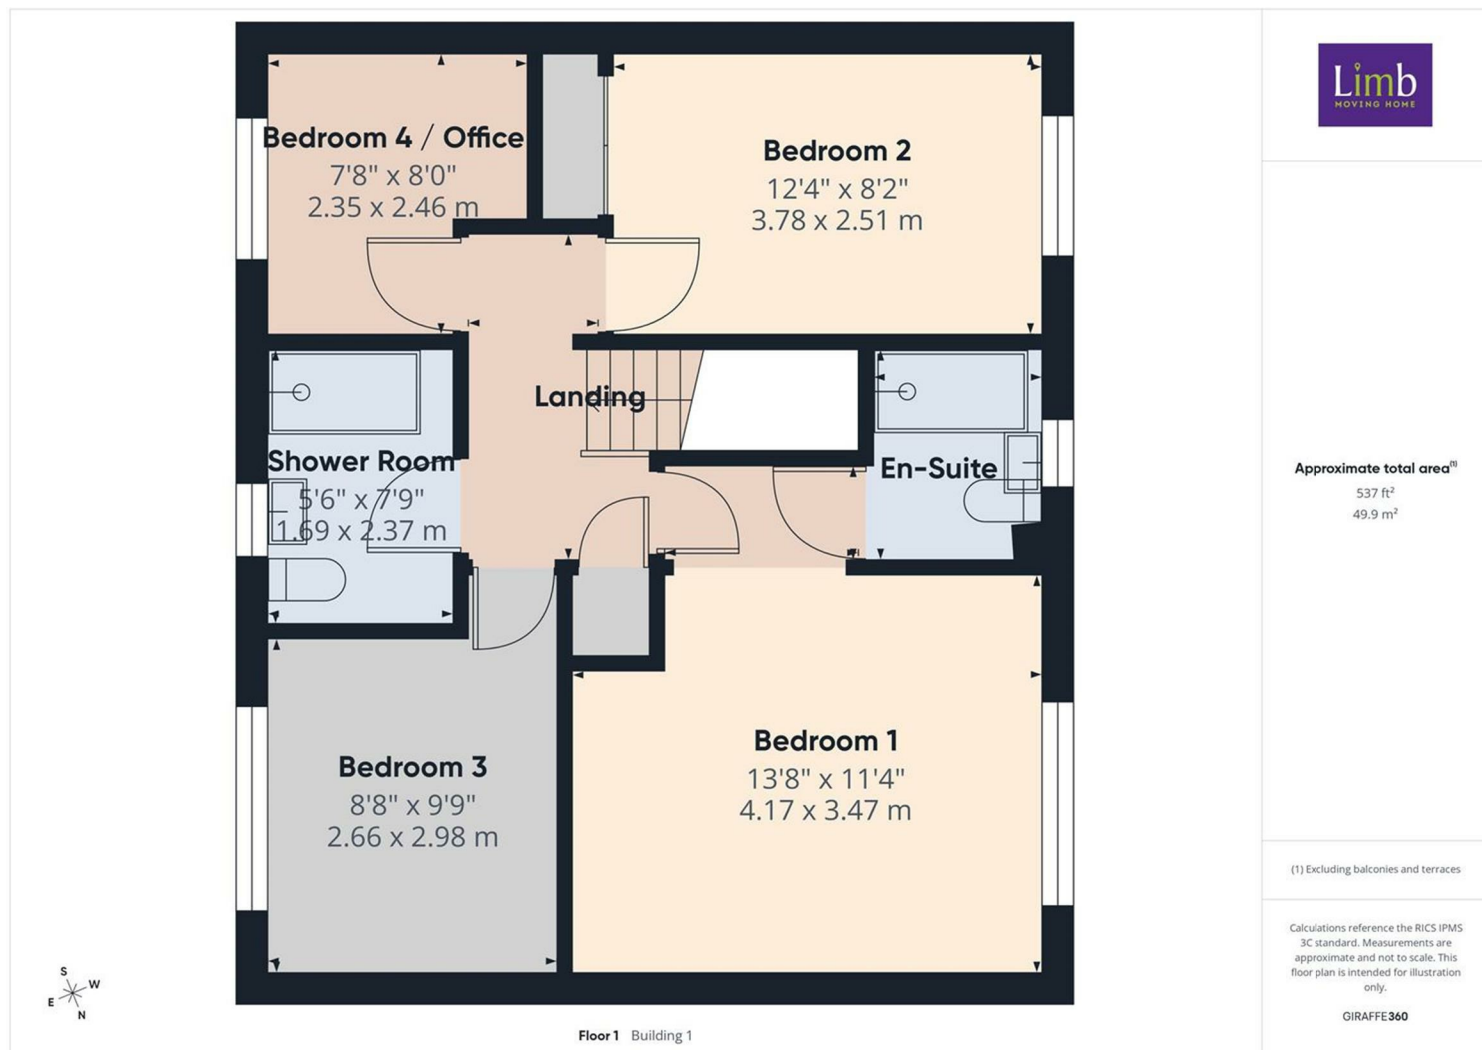 Bedroom 4 / Office
7'8" x 8'0"
2.35 x 2.46 m
Bedroom 2
12'4" x 8'2"
3.78 x 2.51 m
Landing
Shower Room
5'6" x 7'9"
1.69 x 2.37 m
En-Suite
Bedroom 1
13'8" x 11'4"
4.17 x 3.47 m
Bedroom 3
8'8" x 9'9"
2.66 x 2.98 m
S
W
E
N
Floor 1 Building 1
Limb
MOVING HOME
Approximate total area(1)
537 ft²
49.9 m²
(1) Excluding balconies and terraces
Calculations reference the RICS IPMS
3C standard. Measurements are
approximate and not to scale. This
floor plan is intended for illustration
only.
GIRAFFE360